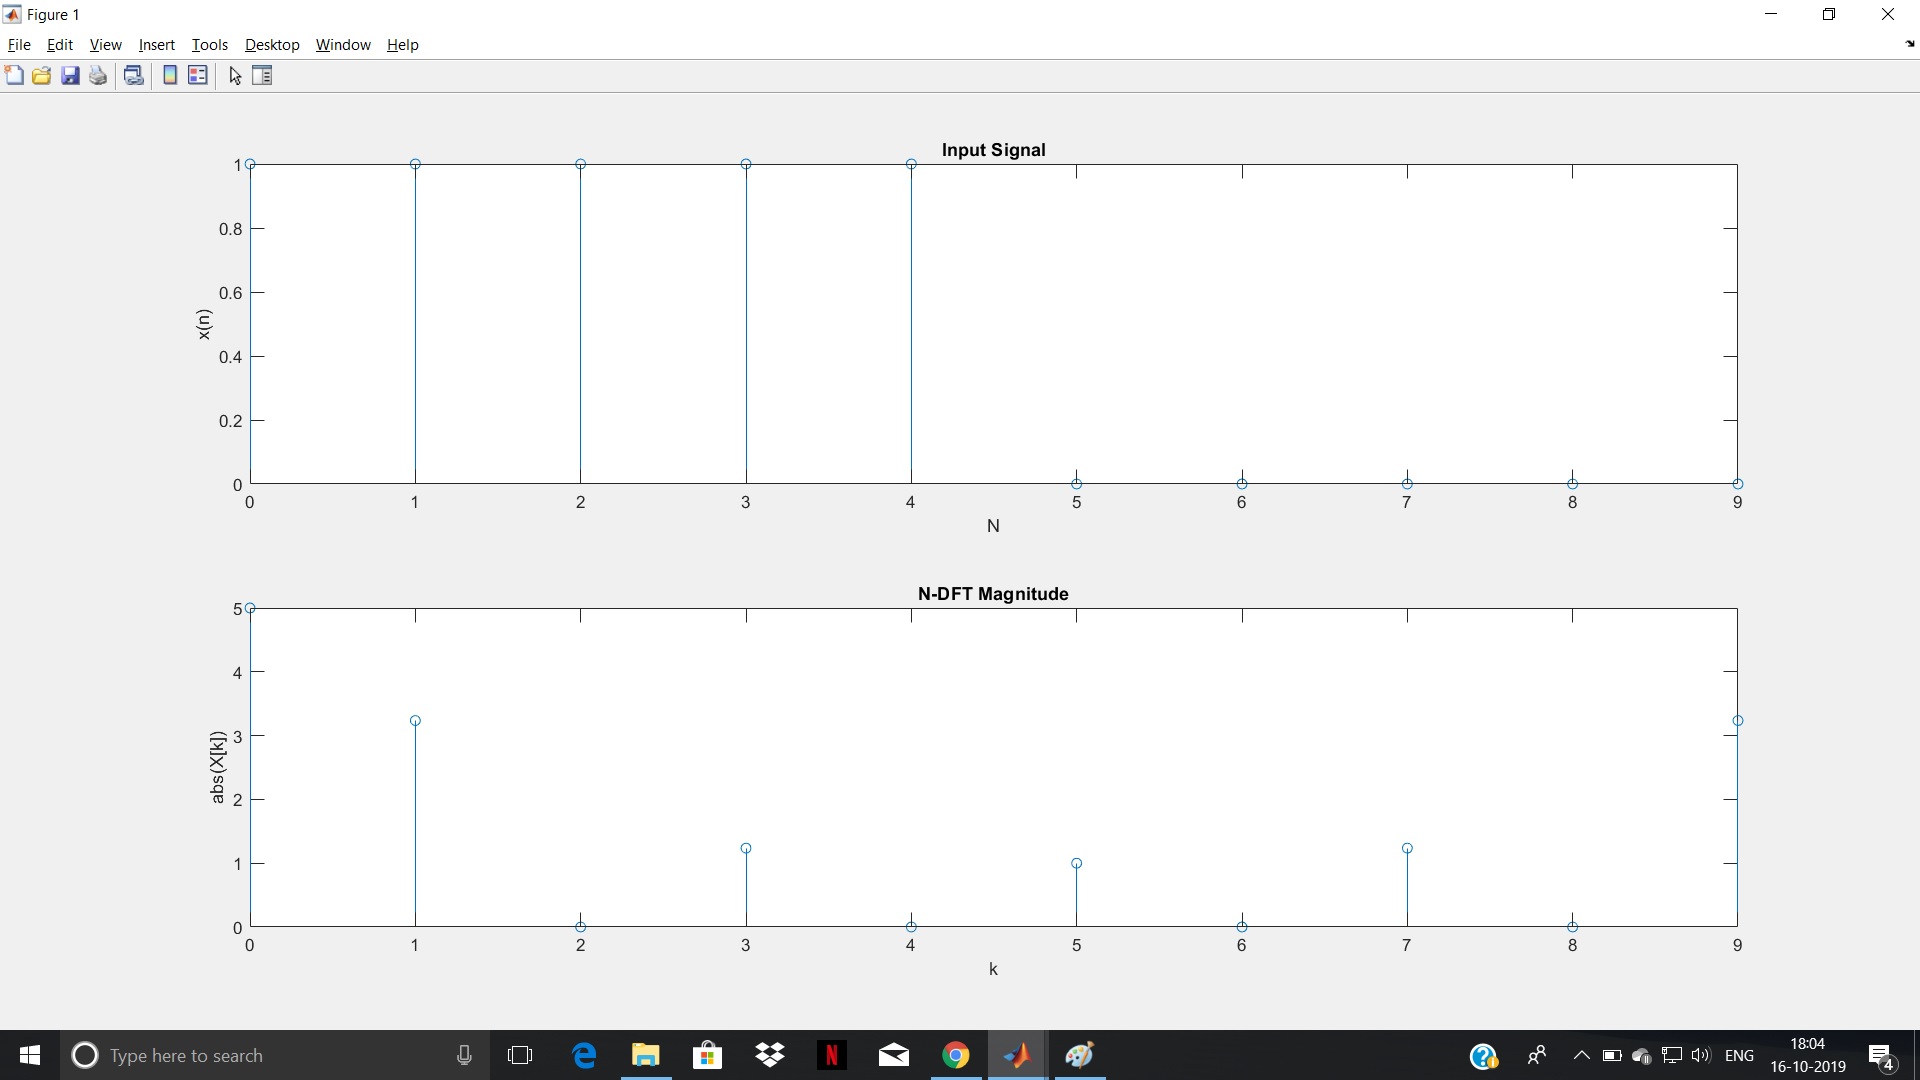 Figure 1
File Edit View Insert Tools Desktop Window Help
Input Signal
1
0.8
0.6
0.4
0.2
0
x(n)
0 1 2 3 4 5 6 7 8 9
N
N-DFT Magnitude
5
4
3
2
1
0
abs(X[k])
0 1 2 3 4 5 6 7 8 9
k
Type here to search
N
ENG
18:04
16-10-2019
4